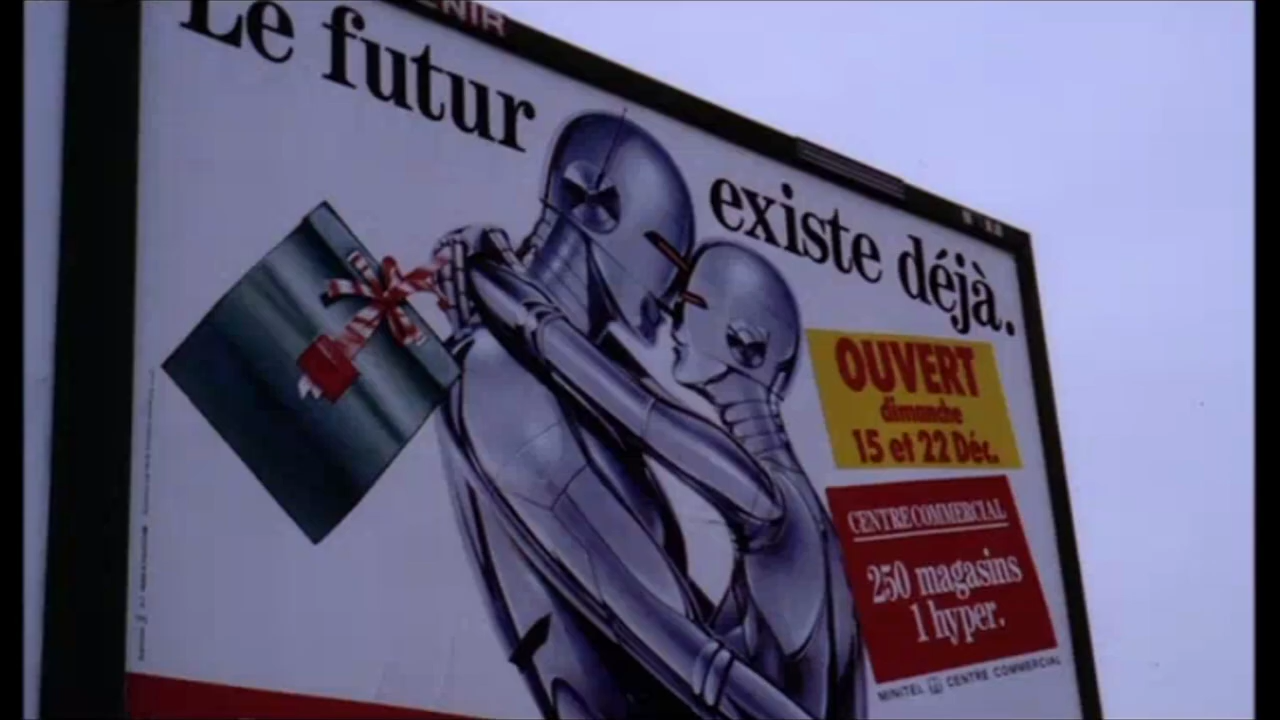 Le futur
existe déjà.
OUVERT
dimanche
15 et 22 Déc.
CENTRE COMMERCIAL
250 magasins
1 hyper.
MINITEL CENTRE COMMERCIAL